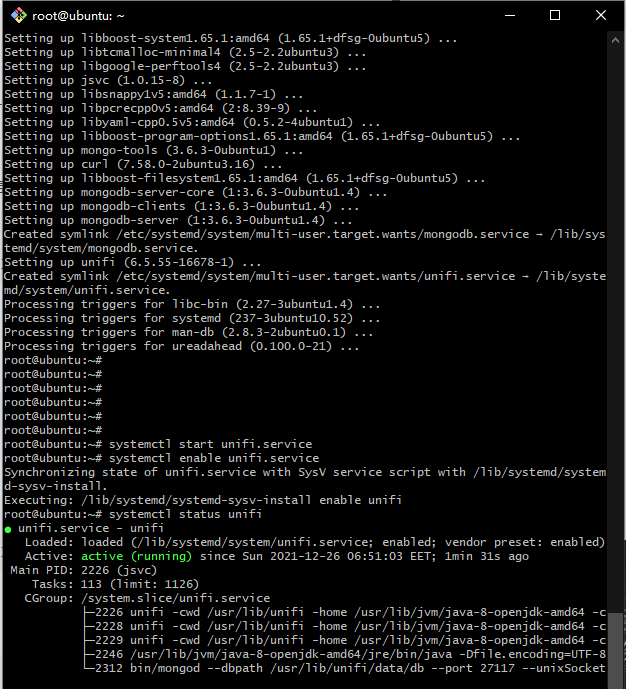 root@ubuntu: ~
Setting up libboost-system1.65.1:amd64 (1.65.1+dfsg-0ubuntu5) ...
Setting up libtcmalloc-minimal4 (2.5-2.2ubuntu3) ...
Setting up libgoogle-perftools4 (2.5-2.2ubuntu3) ...
Setting up jsvc (1.0.15-8) ...
Setting up libsnappy1v5:amd64 (1.1.7-1) ...
Setting up libpcrecpp0v5:amd64 (2:8.39-9) ...
Setting up libyaml-cpp0.5v5:amd64 (0.5.2-4ubuntu1) ...
Setting up libboost-program-options1.65.1:amd64 (1.65.1+dfsg-0ubuntu5) ...
Setting up mongo-tools (3.6.3-0ubuntu1) ...
Setting up curl (7.58.0-2ubuntu3.16) ...
Setting up libboost-filesystem1.65.1:amd64 (1.65.1+dfsg-0ubuntu5) ...
Setting up mongodb-server-core (1:3.6.3-0ubuntu1.4) ...
Setting up mongodb-clients (1:3.6.3-0ubuntu1.4) ...
Setting up mongodb-server (1:3.6.3-0ubuntu1.4) ...
Created symlink /etc/systemd/system/multi-user.target.wants/mongodb.service → /lib/sys
temd/system/mongodb.service.
Setting up unifi (6.5.55-16678-1) ...
Created symlink /etc/systemd/system/multi-user.target.wants/unifi.service → /lib/syste
md/system/unifi.service.
Processing triggers for libc-bin (2.27-3ubuntu1.4) ...
Processing triggers for systemd (237-3ubuntu10.52) ...
Processing triggers for man-db (2.8.3-2ubuntu0.1) ...
Processing triggers for ureadahead (0.100.0-21) ...
root@ubuntu:~#
root@ubuntu:~#
root@ubuntu:~#
root@ubuntu:~#
root@ubuntu:~#
root@ubuntu:~#
root@ubuntu:~# systemctl start unifi.service
root@ubuntu:~# systemctl enable unifi.service
Synchronizing state of unifi.service with SysV service script with /lib/systemd/system
d-sysv-install.
Executing: /lib/systemd/systemd-sysv-install enable unifi
root@ubuntu:~# systemctl status unifi
● unifi.service - unifi
Loaded: loaded (/lib/systemd/system/unifi.service; enabled; vendor preset: enabled)
Active: active (running) since Sun 2021-12-26 06:51:03 EET; 1min 31s ago
Main PID: 2226 (jsvc)
Tasks: 113 (limit: 1126)
CGroup: /system.slice/unifi.service
├─2226 unifi -cwd /usr/lib/unifi -home /usr/lib/jvm/java-8-openjdk-amd64 -c
├─2228 unifi -cwd /usr/lib/unifi -home /usr/lib/jvm/java-8-openjdk-amd64 -c
├─2229 unifi -cwd /usr/lib/unifi -home /usr/lib/jvm/java-8-openjdk-amd64 -c
├─2246 /usr/lib/jvm/java-8-openjdk-amd64/jre/bin/java -Dfile.encoding=UTF-8
└─2312 bin/mongod --dbpath /usr/lib/unifi/data/db --port 27117 --unixSocket